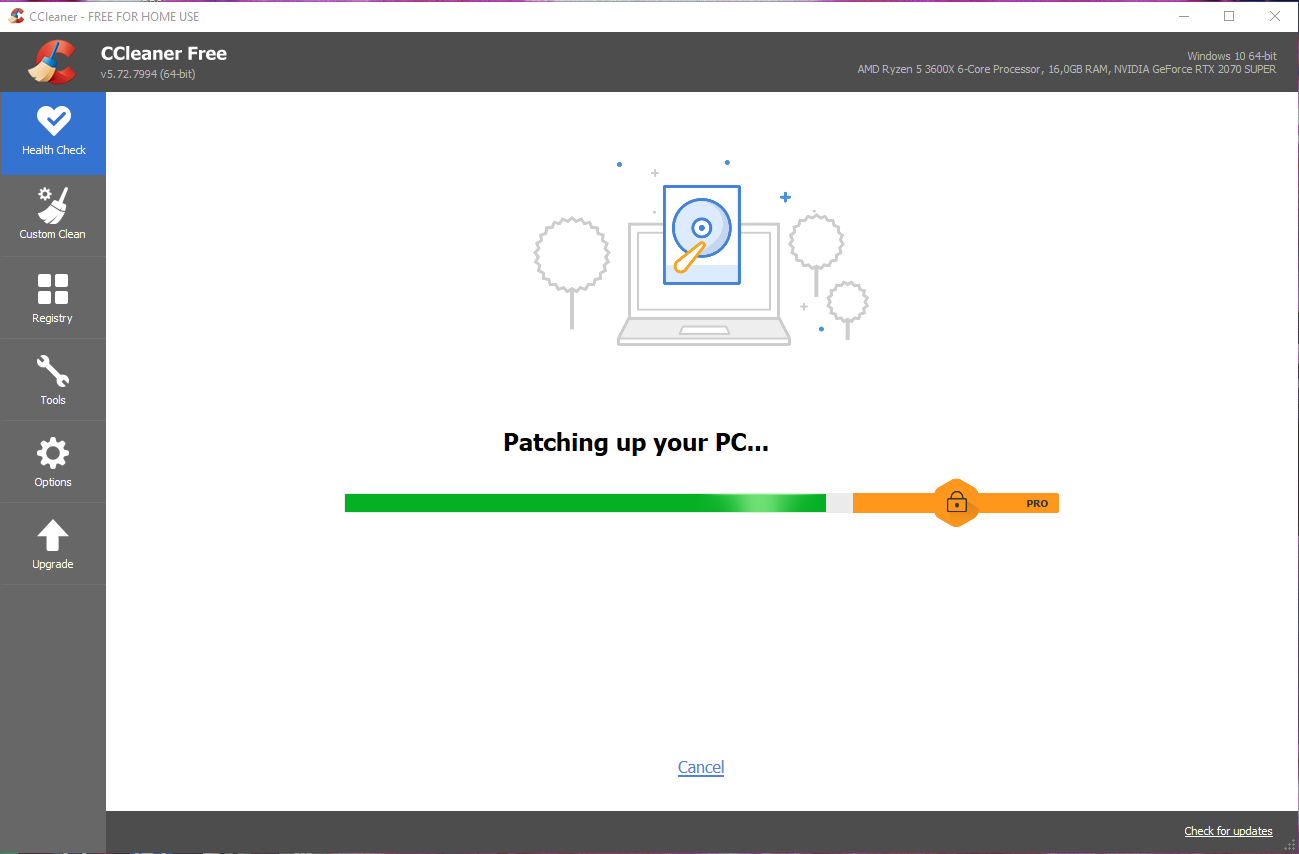 CCleaner - FREE FOR HOME USE
CCleaner Free
v5.72.7994 (64-bit)
Windows 10 64-bit
AMD Ryzen 5 3600X 6-Core Processor, 16,0GB RAM, NVIDIA GeForce RTX 2070 SUPER
Health Check
Custom Clean
Registry
Tools
Options
Upgrade
Patching up your PC...
PRO
Cancel
Check for updates